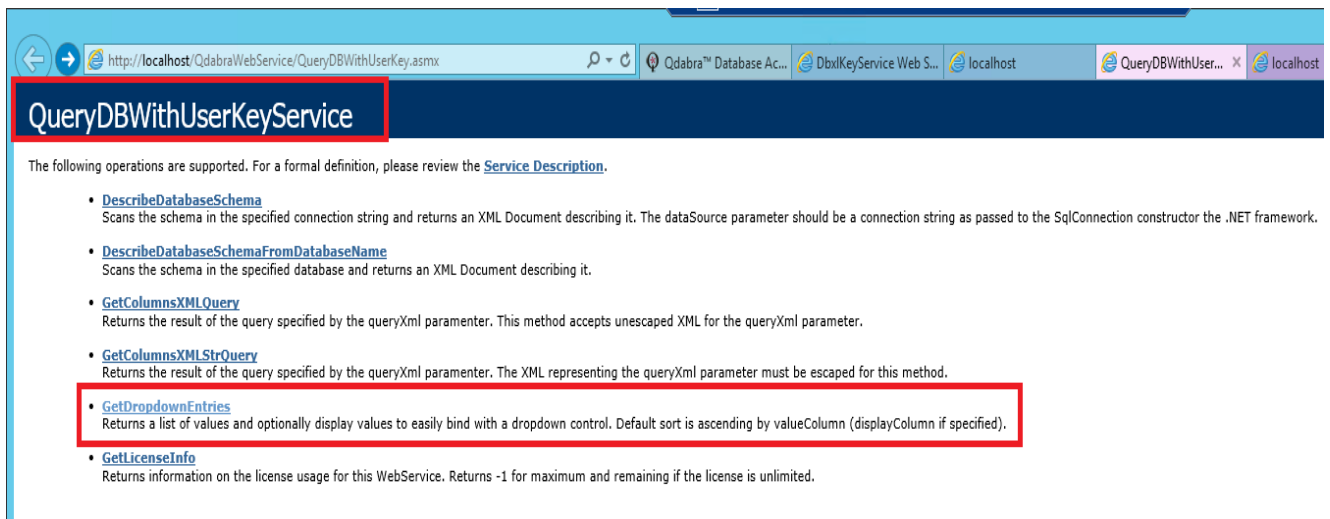 http://localhost/QdabraWebService/QueryDBWithUserKey.asmx
Qdabra™ Database Ac...
DbxlKeyService Web S...
localhost
QueryDBWithUser...
localhost
QueryDBWithUserKeyService
The following operations are supported. For a formal definition, please review the Service Description.
• DescribeDatabaseSchema
Scans the schema in the specified connection string and returns an XML Document describing it. The dataSource parameter should be a connection string as passed to the SqlConnection constructor the .NET framework.
• DescribeDatabaseSchemaFromDatabaseName
Scans the schema in the specified database and returns an XML Document describing it.
• GetColumnsXMLQuery
Returns the result of the query specified by the queryXml paramenter. This method accepts unescaped XML for the queryXml parameter.
• GetColumnsXMLStrQuery
Returns the result of the query specified by the queryXml paramenter. The XML representing the queryXml parameter must be escaped for this method.
• GetDropdownEntries
Returns a list of values and optionally display values to easily bind with a dropdown control. Default sort is ascending by valueColumn (displayColumn if specified).
• GetLicenseInfo
Returns information on the license usage for this WebService. Returns -1 for maximum and remaining if the license is unlimited.